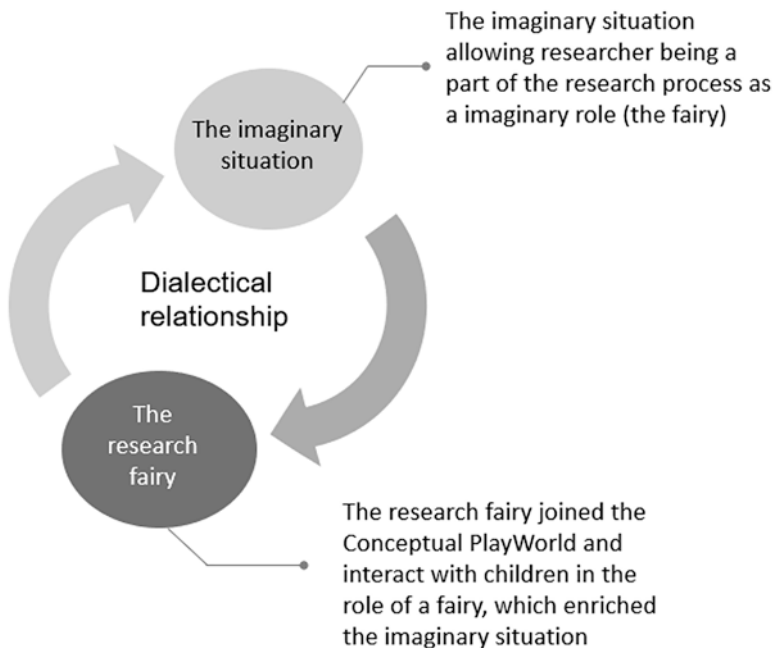 The imaginary situation
allowing researcher being a
part of the research process as
a imaginary role (the fairy)
The imaginary
situation
Dialectical
relationship
The
research
fairy
The research fairy joined the
Conceptual PlayWorld and
interact with children in the
role of a fairy, which enriched
the imaginary situation